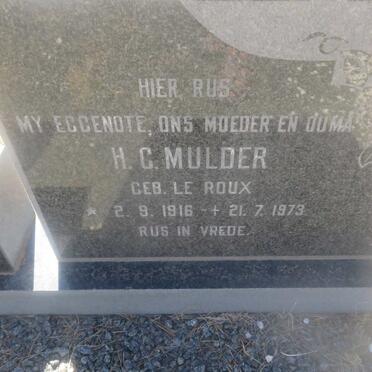 HIER RUS
MY EGGENOTE, ONS MOEDER EN OUMA
H. C. MULDER
GEB. LE ROUX
* 2. 9. 1916 -+ 21. 7. 1973
RUS IN VREDE.